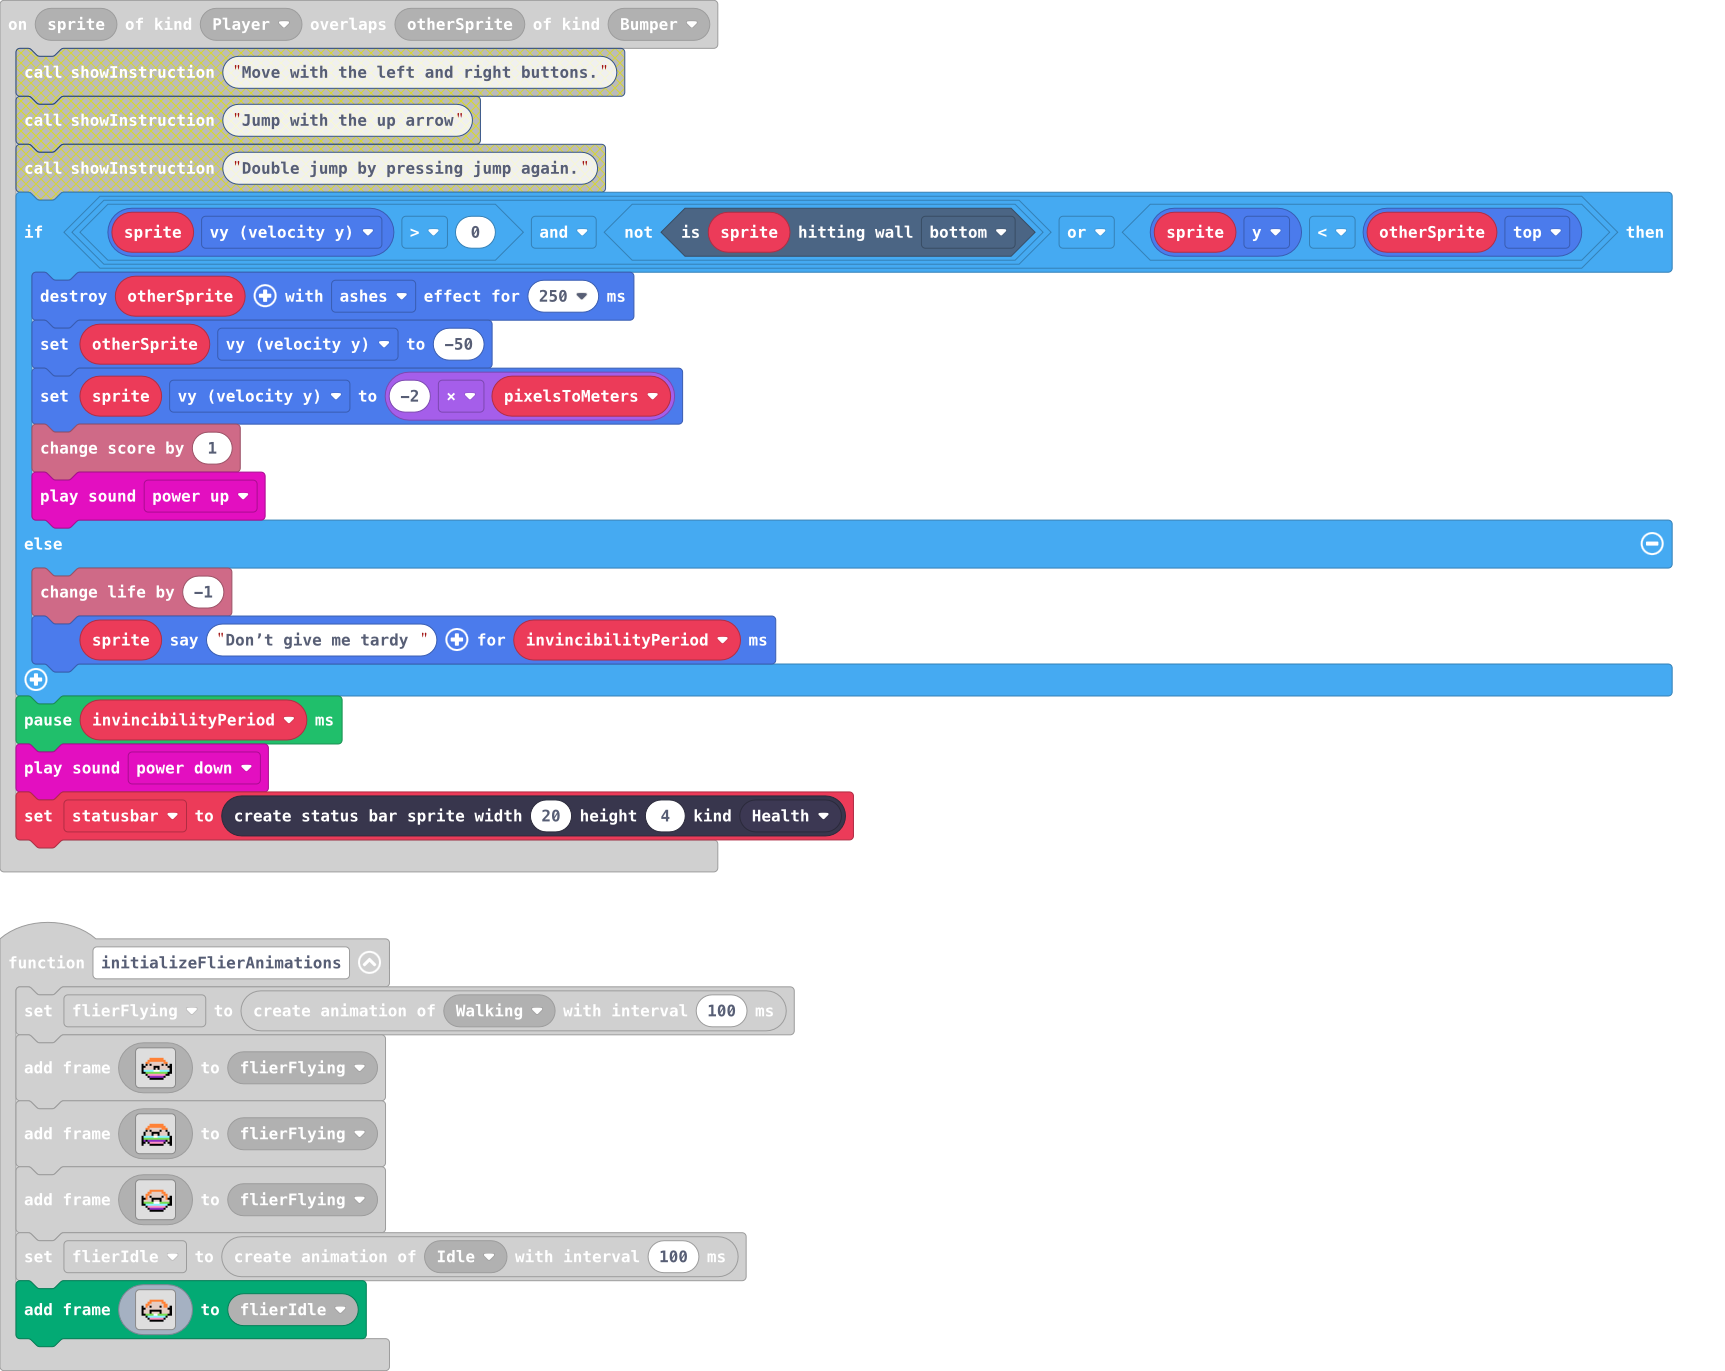 on sprite of kind Player overlaps otherSprite of kind Bumper
call showInstruction "Move with the left and right buttons."
call showInstruction "Jump with the up arrow"
call showInstruction "Double jump by pressing jump again."
if sprite vy (velocity y) > 0 and not is sprite hitting wall bottom or sprite y < otherSprite top then
destroy otherSprite with ashes effect for 250 ms
set otherSprite vy (velocity y) to -50
set sprite vy (velocity y) to -2 × pixelsToMeters
change score by 1
play sound power up
else
change life by -1
sprite say "Don’t give me tardy " for invincibilityPeriod ms
pause invincibilityPeriod ms
play sound power down
set statusbar to create status bar sprite width 20 height 4 kind Health
function initializeFlierAnimations
set flierFlying to create animation of Walking with interval 100 ms
add frame to flierFlying
add frame to flierFlying
add frame to flierFlying
set flierIdle to create animation of Idle with interval 100 ms
add frame to flierIdle